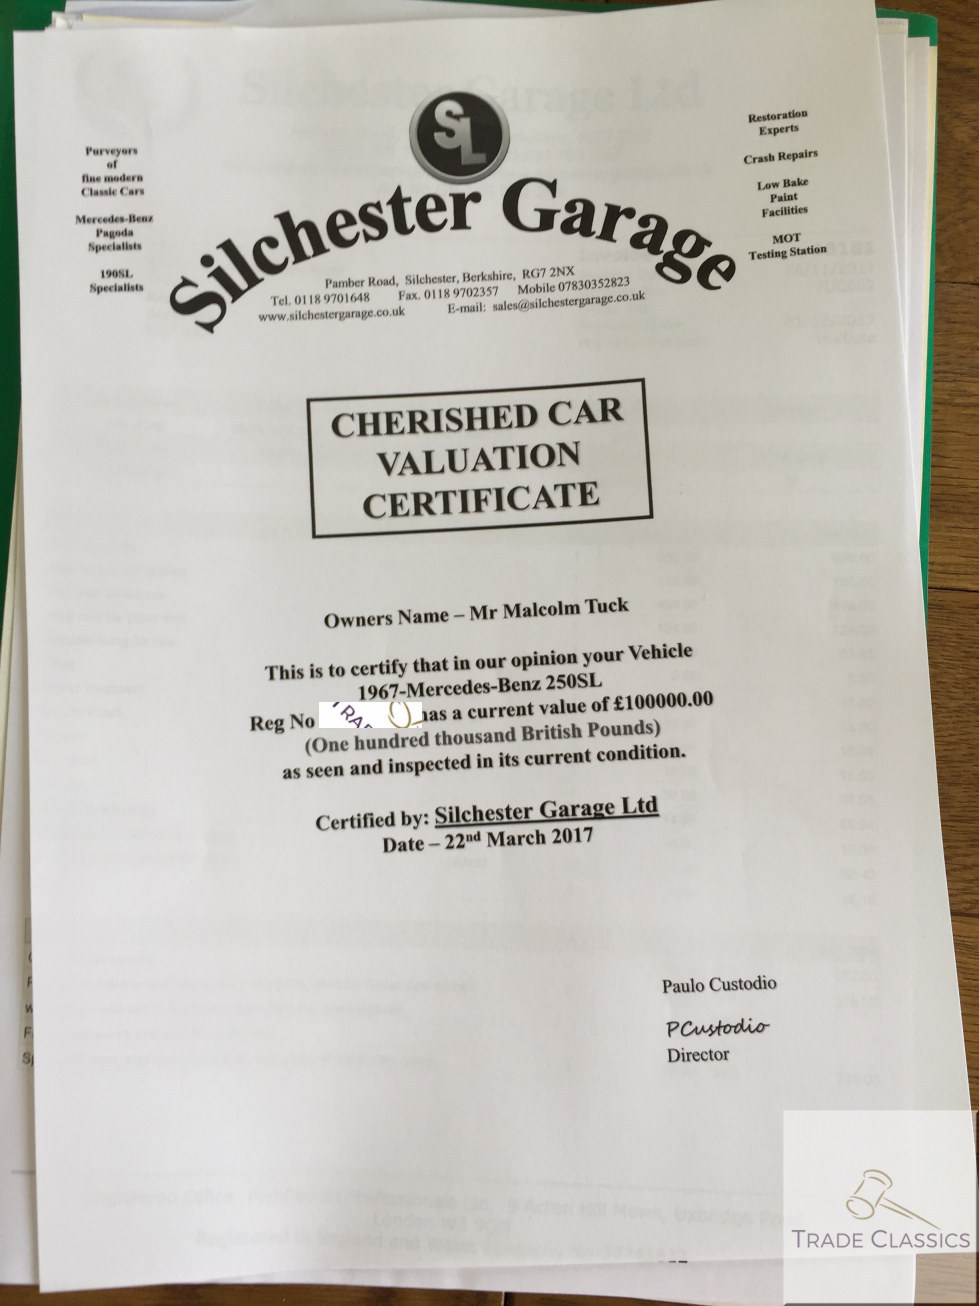 SL
Silchester Garage
Purveyors
of
fine modern
Classic Cars
Mercedes-Benz
Pagoda
Specialists
190SL
Specialists
Restoration
Experts
Crash Repairs
Low Bake
Paint
Facilities
MOT
Testing Station
Pamber Road, Silchester, Berkshire, RG7 2NX
Tel. 0118 9701648 Fax. 0118 9702357 Mobile 07830352823
www.silchestergarage.co.uk E-mail: sales@silchestergarage.co.uk
CHERISHED CAR
VALUATION
CERTIFICATE
Owners Name – Mr Malcolm Tuck
This is to certify that in our opinion your Vehicle
1967-Mercedes-Benz 250SL
Reg No has a current value of £100000.00
(One hundred thousand British Pounds)
as seen and inspected in its current condition.
Certified by: Silchester Garage Ltd
Date – 22nd March 2017
Paulo Custodio
PCustodio
Director
TRADE CLASSICS